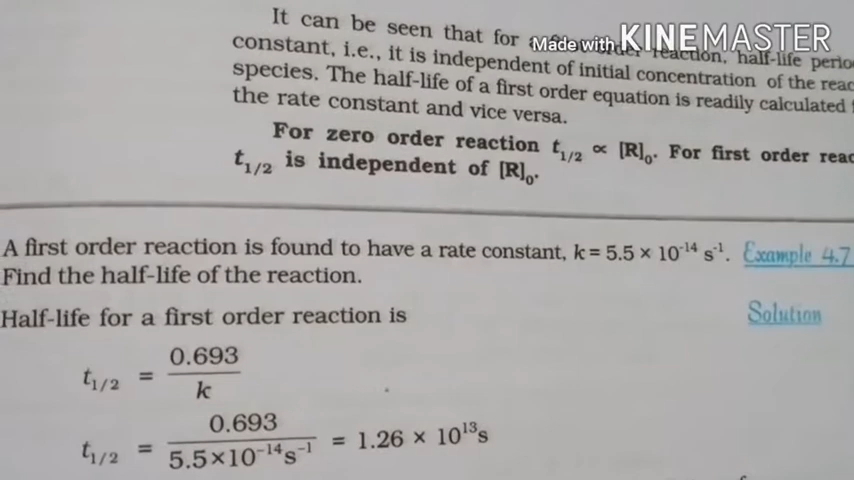 Made with KINEMASTER
It can be seen that for a first order reaction, half-life
constant, i.e., it is independent of initial concentration of the
species. The half-life of a first order equation is readily calculated
the rate constant and vice versa.
For zero order reaction t₁/₂ ∝ [R]₀. For first order
t₁/₂ is independent of [R]₀.
A first order reaction is found to have a rate constant, k = 5.5 × 10⁻¹⁴ s⁻¹. Example 4.7
Find the half-life of the reaction.
Half-life for a first order reaction is Solution
t₁/₂ = 0.693 / k
t₁/₂ = 0.693 / 5.5×10⁻¹⁴s⁻¹ = 1.26 × 10¹³s